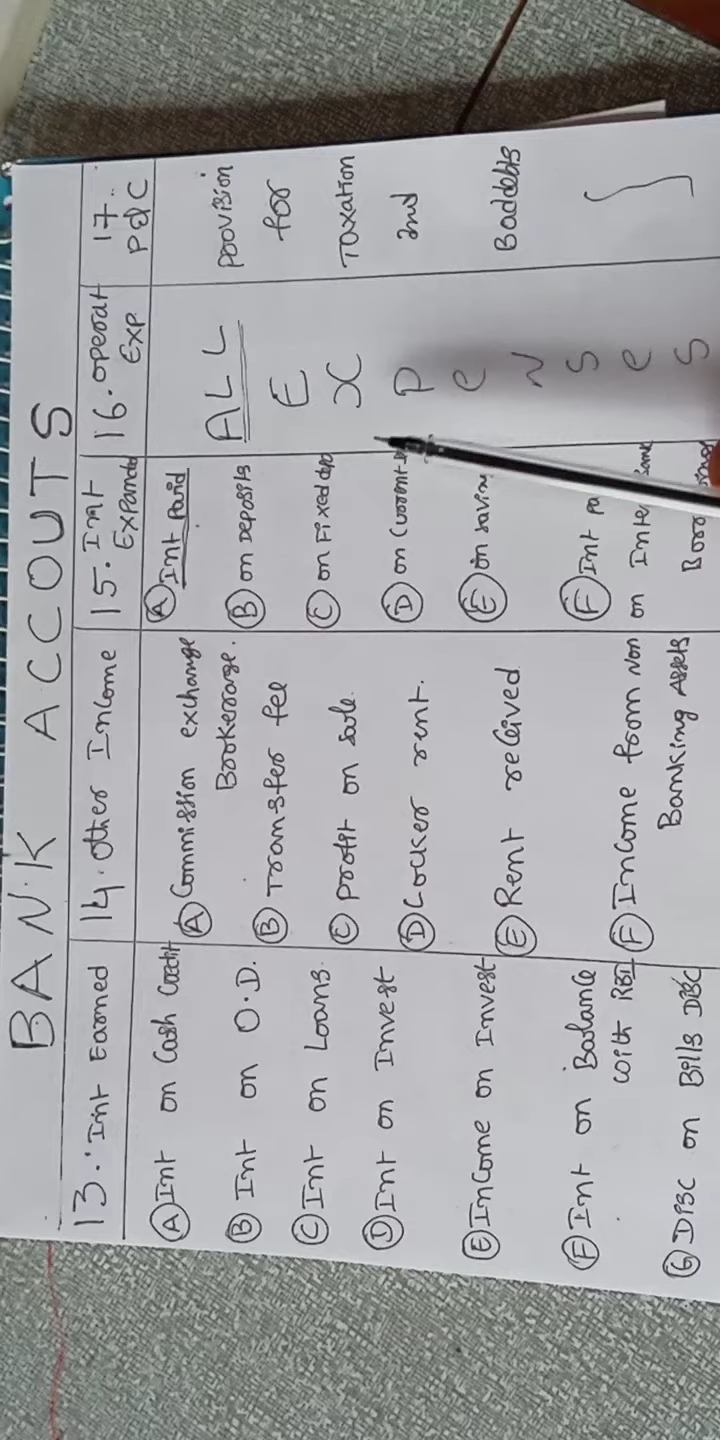 BANK ACCOUTS
13. Int Earned
(A) Int on Cash Credit
(B) Int on O.D.
(C) Int on Loans.
(D) Int on Invest
(E) Income on Invest
(F) Int on Balance
with RBI
(G) DISC on Bills DISC
14. Other Income
(A) Commission exchange
Brokerrage.
(B) Transfer fee
(C) Profit on sale.
(D) Locker rent.
(E) Rent received
(F) Income from Non
Banking Assets
15. Int
(A) Int Paid
(B) on Deposits
(C) on Fixed dep
(D) on Current
(E) on saving
(F) Int
on
16. Operat
Exp
ALL
E
X
P
e
N
S
e
S
17.
P&C
Provision
for
Taxation
and
Baddebts